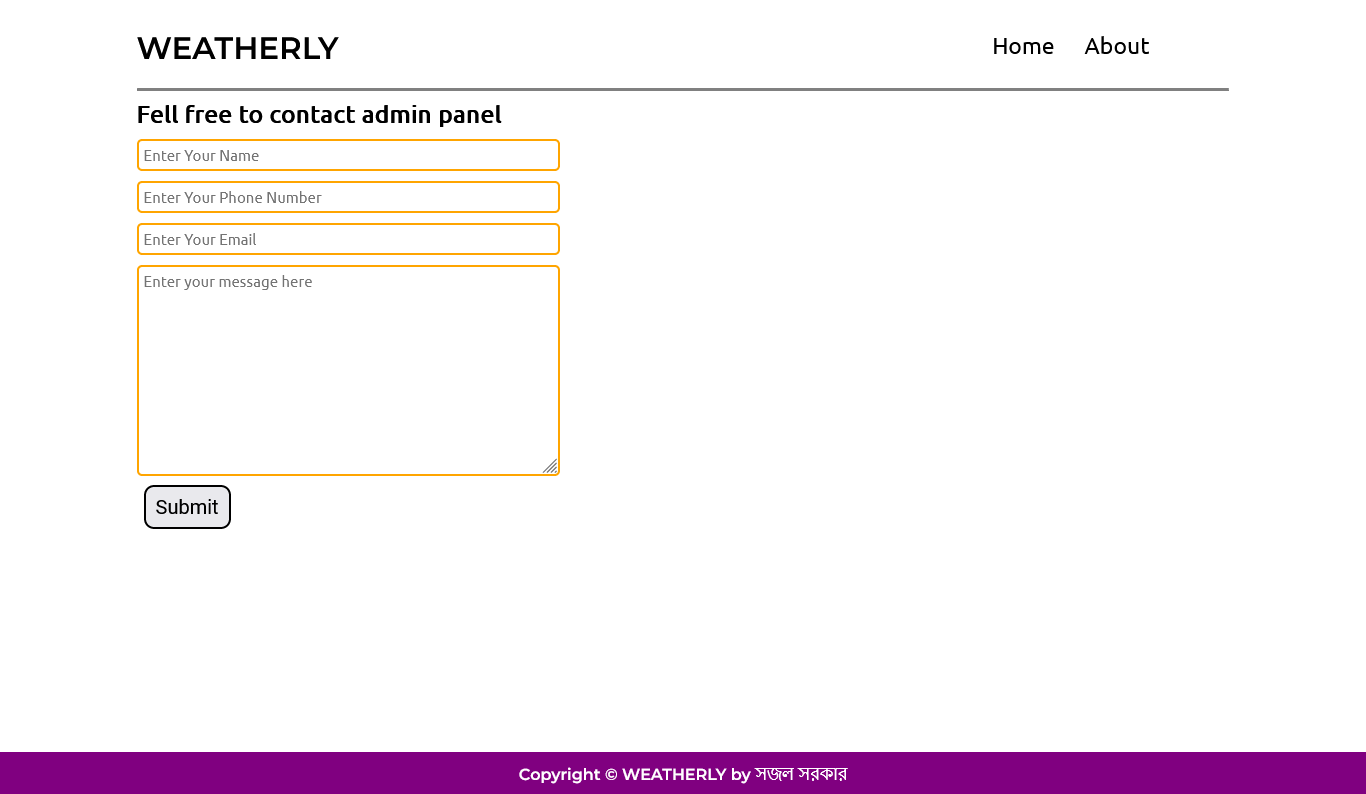 WEATHERLY
Home About
Fell free to contact admin panel
Enter Your Name
Enter Your Phone Number
Enter Your Email
Enter your message here
Submit
Copyright © WEATHERLY by সজল সরকার